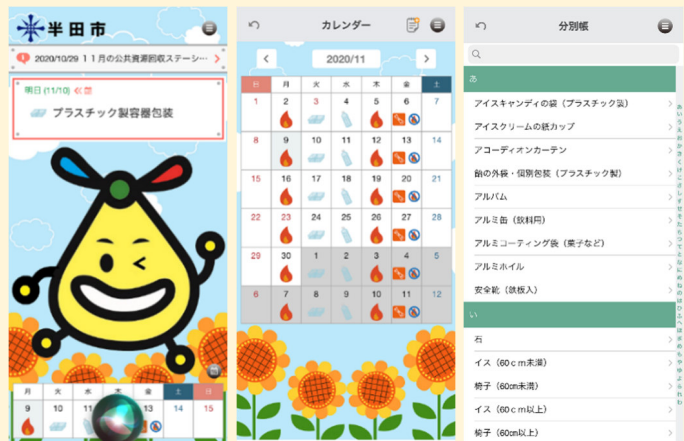 半田市
2020/10/29 １１月の公共資源回収ステーシ…
明日(11/10)
プラスチック製容器包装
月 火 水 木 金 土 日
9 10 13 14 15
カレンダー
2020/11
日 月 火 水 木 金 土
1 2 3 4 5 6 7
8 9 10 11 12 13 14
15 16 17 18 19 20 21
22 23 24 25 26 27 28
29 30 1 2 3 4 5
6 7 8 9 10 11 12
分別帳
あ
アイスキャンディの袋（プラスチック製）
アイスクリームの紙カップ
アコーディオンカーテン
飴の外袋・個別包装（プラスチック製）
アルバム
アルミ缶（飲料用）
アルミコーティング袋（菓子など）
アルミホイル
安全靴（鉄板入）
い
石
イス（60ｃｍ未満）
椅子（60㎝未満）
イス（60ｃｍ以上）
椅子（60㎝以上）